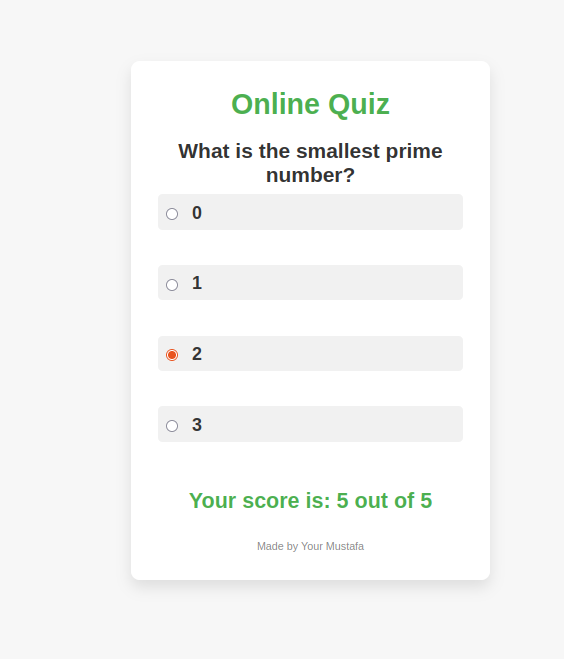 Online Quiz
What is the smallest prime
number?
0
1
2
3
Your score is: 5 out of 5
Made by Your Mustafa